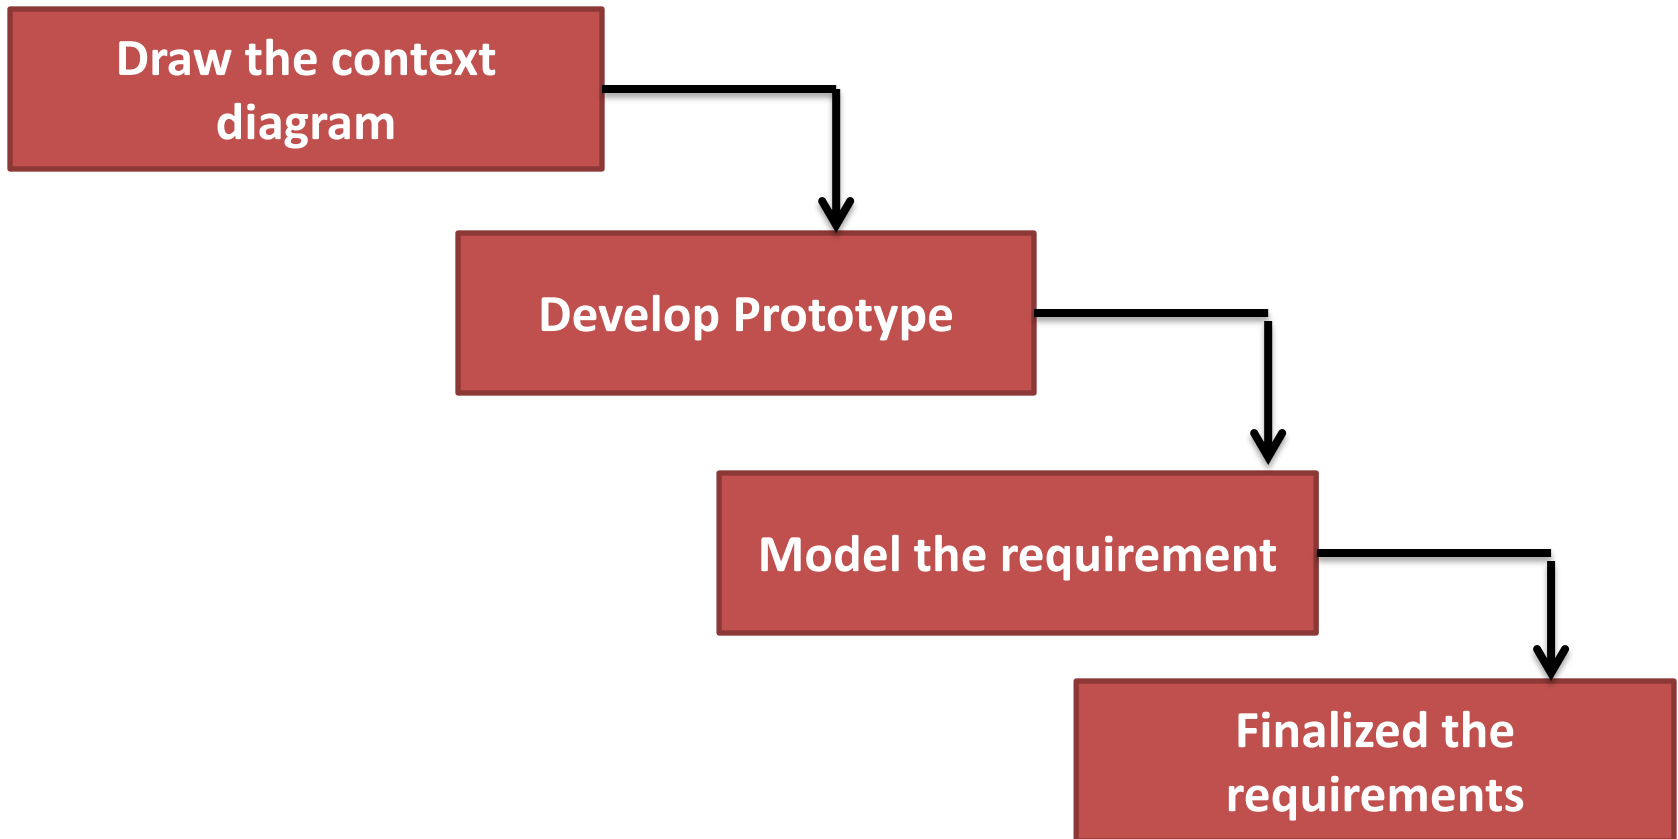 Draw the context
diagram
Develop Prototype
Model the requirement
Finalized the
requirements